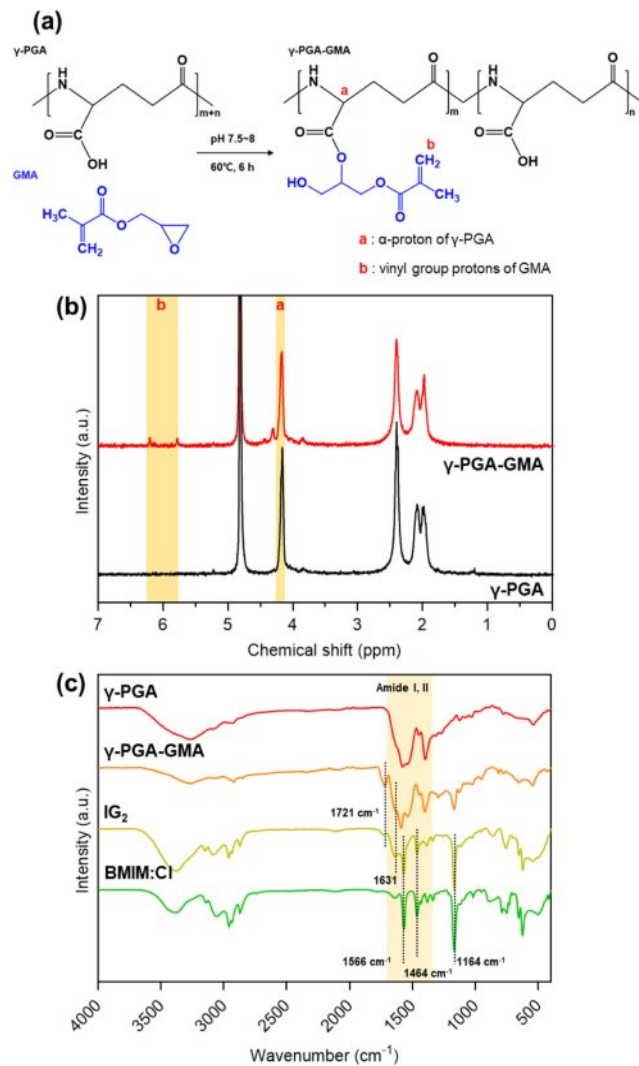 (a)
γ-PGA
H
N
O
m+n
O
OH
GMA
H₃C
O
O
CH₂
O
pH 7.5~8
60℃, 6 h
γ-PGA-GMA
H
N
a
O
m
H
N
O
n
O
O
b
O
OH
HO
O
CH₂
O
CH₃
a : α-proton of γ-PGA
b : vinyl group protons of GMA
(b)
b
a
γ-PGA-GMA
γ-PGA
Intensity (a.u.)
7 6 5 4 3 2 1 0
Chemical shift (ppm)
(c)
γ-PGA
Amide I, II
γ-PGA-GMA
1721 cm⁻¹
IG₂
1631
BMIM:Cl
1566 cm⁻¹
1464 cm⁻¹
1164 cm⁻¹
Intensity (a.u.)
4000 3500 3000 2500 2000 1500 1000 500
Wavenumber (cm⁻¹)